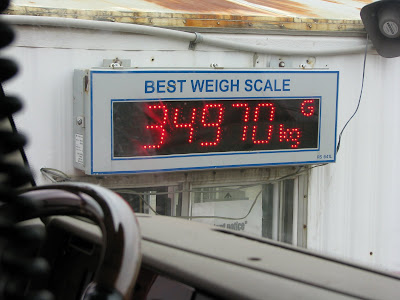 BEST WEIGH SCALE
G
34970 kg